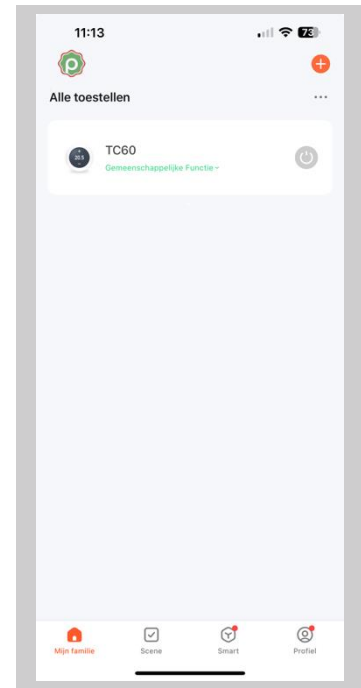 11:13
73
p
Alle toestellen
TC60
Gemeenschappelijke Functie
Mijn familie
Scene
Smart
Profiel